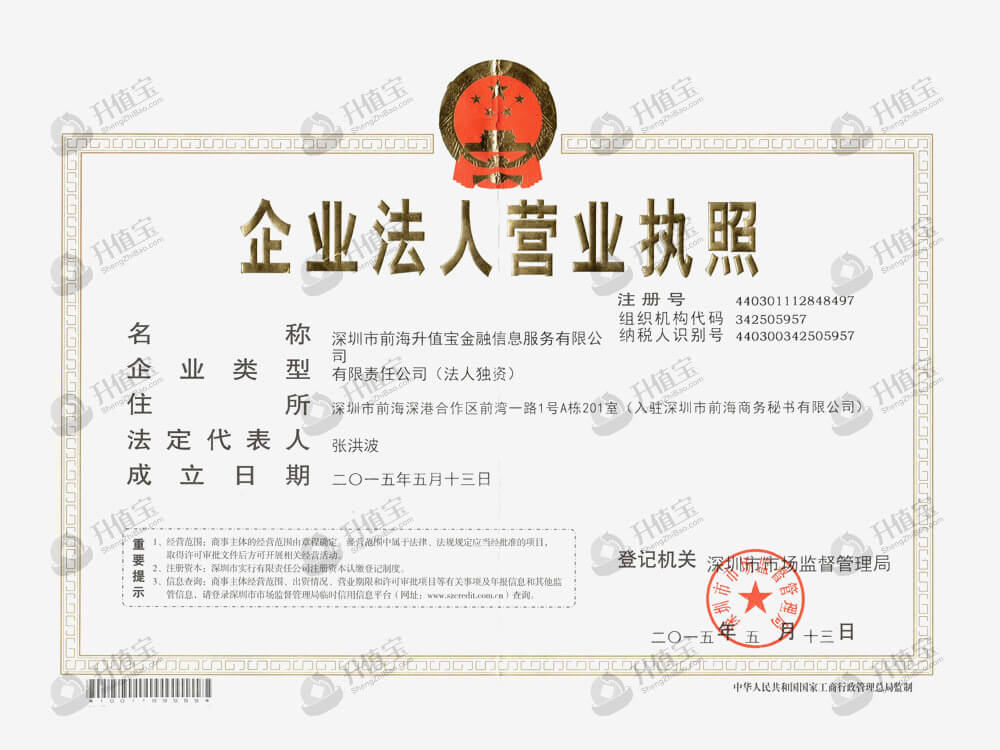 企业法人营业执照
注册号 440301112848497
组织机构代码 342505957
纳税人识别号 440300342505957
名称 深圳市前海升值宝金融信息服务有限公
司
企业类型 有限责任公司（法人独资）
住所 深圳市前海深港合作区前湾一路1号A栋201室（入驻深圳市前海商务秘书有限公司）
法定代表人 张洪波
成立日期 二〇一五年五月十三日
重要提示
1、经营范围：商事主体的经营范围由章程确定。经营范围中属于法律、法规规定应当经批准的项目，
取得许可审批文件后方可开展相关经营活动。
2、注册资本：深圳市实行有限责任公司注册资本认缴登记制度。
3、信息查询：商事主体经营范围、出资情况、营业期限和许可审批项目等有关事项及年报信息和其他监
管信息，请登录深圳市市场监督管理局临时信用信息平台（网址：www.szcredit.com.cn）查询。
登记机关 深圳市市场监督管理局
深圳市市场监督管理局
二〇一五年五月十三日
中华人民共和国国家工商行政管理总局监制
升值宝
ShengZhiBao.com